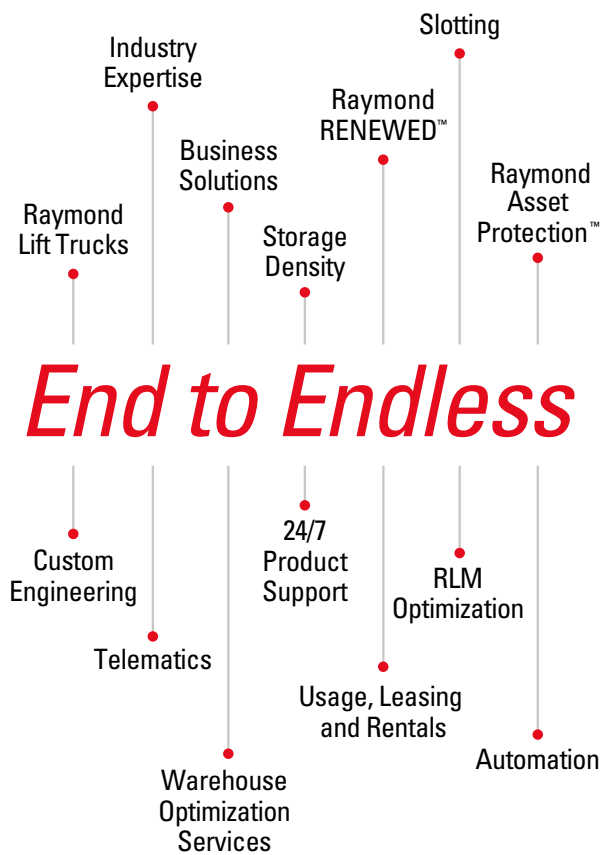 Slotting
Industry
Expertise
Raymond
RENEWED™
Business
Solutions
Raymond
Asset
Protection™
Raymond
Lift Trucks
Storage
Density
End to Endless
24/7
Product
Support
Custom
Engineering
RLM
Optimization
Telematics
Usage, Leasing
and Rentals
Automation
Warehouse
Optimization
Services